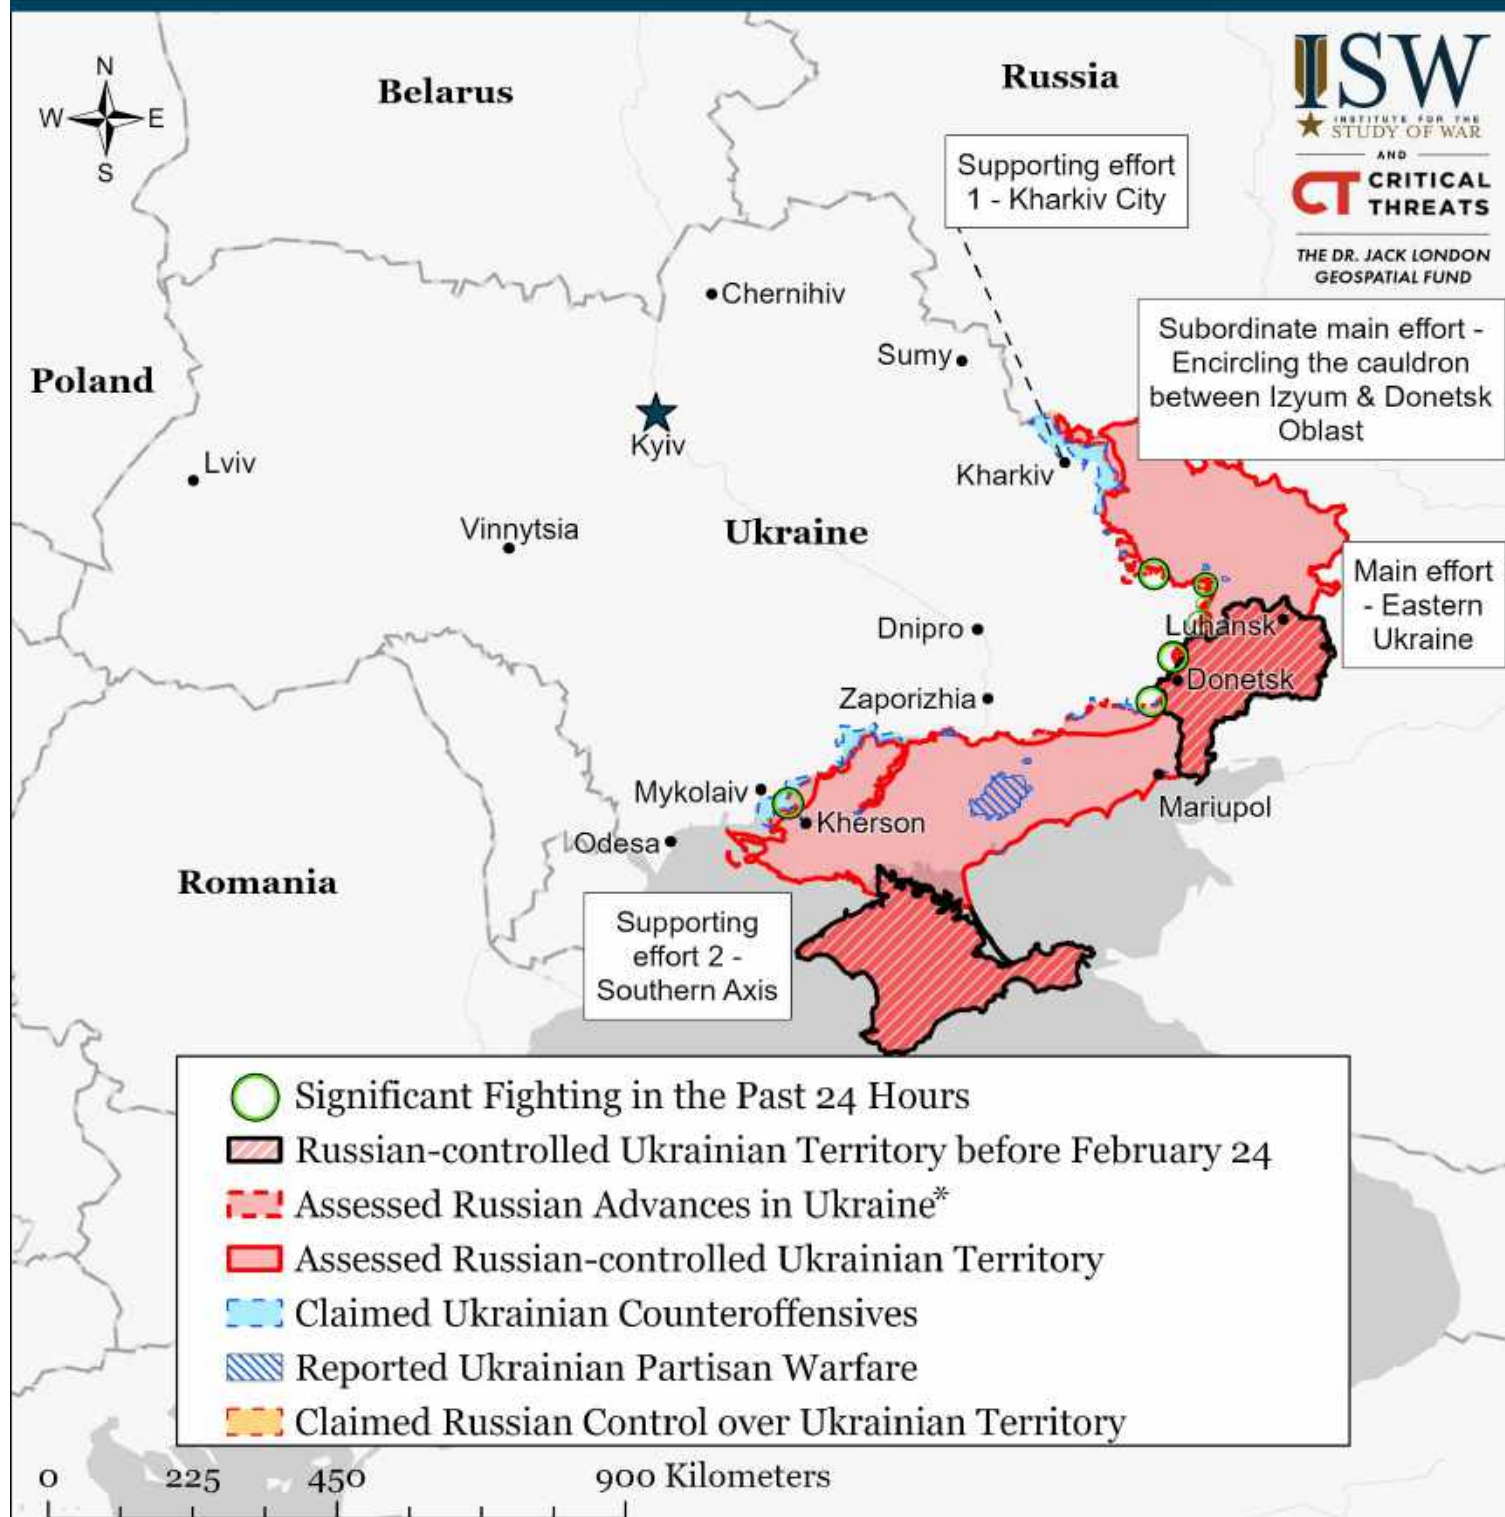 N
W E
S
Belarus
Russia
ISW
INSTITUTE FOR THE
STUDY OF WAR
AND
CT CRITICAL
THREATS
THE DR. JACK LONDON
GEOSPATIAL FUND
Supporting effort
1 - Kharkiv City
Chernihiv
Subordinate main effort -
Encircling the cauldron
between Izyum & Donetsk
Oblast
Sumy
Poland
Kyiv
Lviv
Kharkiv
Vinnytsia
Ukraine
Main effort
- Eastern
Ukraine
Dnipro
Luhansk
Donetsk
Zaporizhia
Mykolaiv
Mariupol
Kherson
Odesa
Romania
Supporting
effort 2 -
Southern Axis
Significant Fighting in the Past 24 Hours
Russian-controlled Ukrainian Territory before February 24
Assessed Russian Advances in Ukraine*
Assessed Russian-controlled Ukrainian Territory
Claimed Ukrainian Counteroffensives
Reported Ukrainian Partisan Warfare
Claimed Russian Control over Ukrainian Territory
0 225 450 900 Kilometers